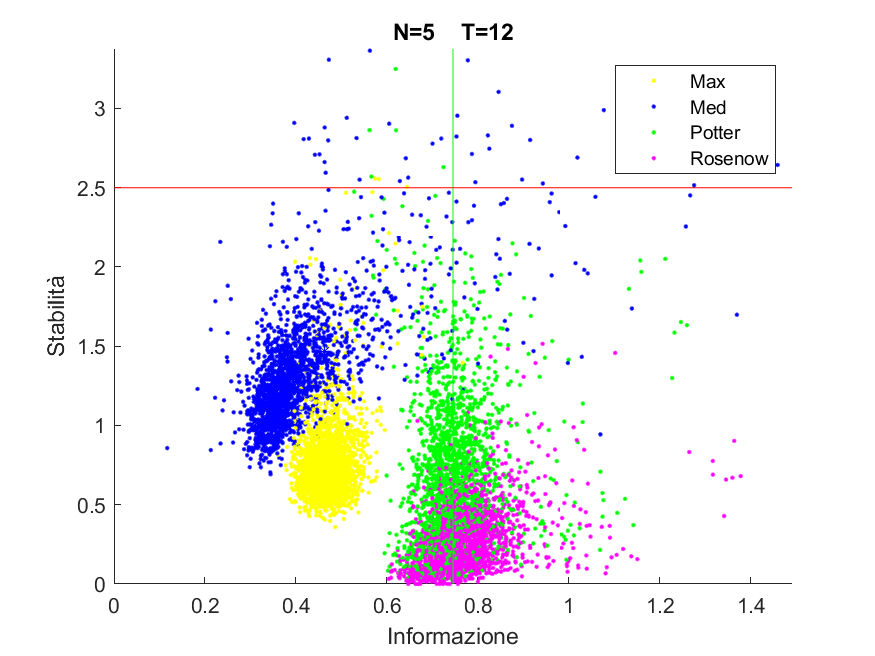 N=5 T=12
Max
Med
Potter
Rosenow
3
2.5
2
1.5
1
0.5
0
0 0.2 0.4 0.6 0.8 1 1.2 1.4
Stabilità
Informazione